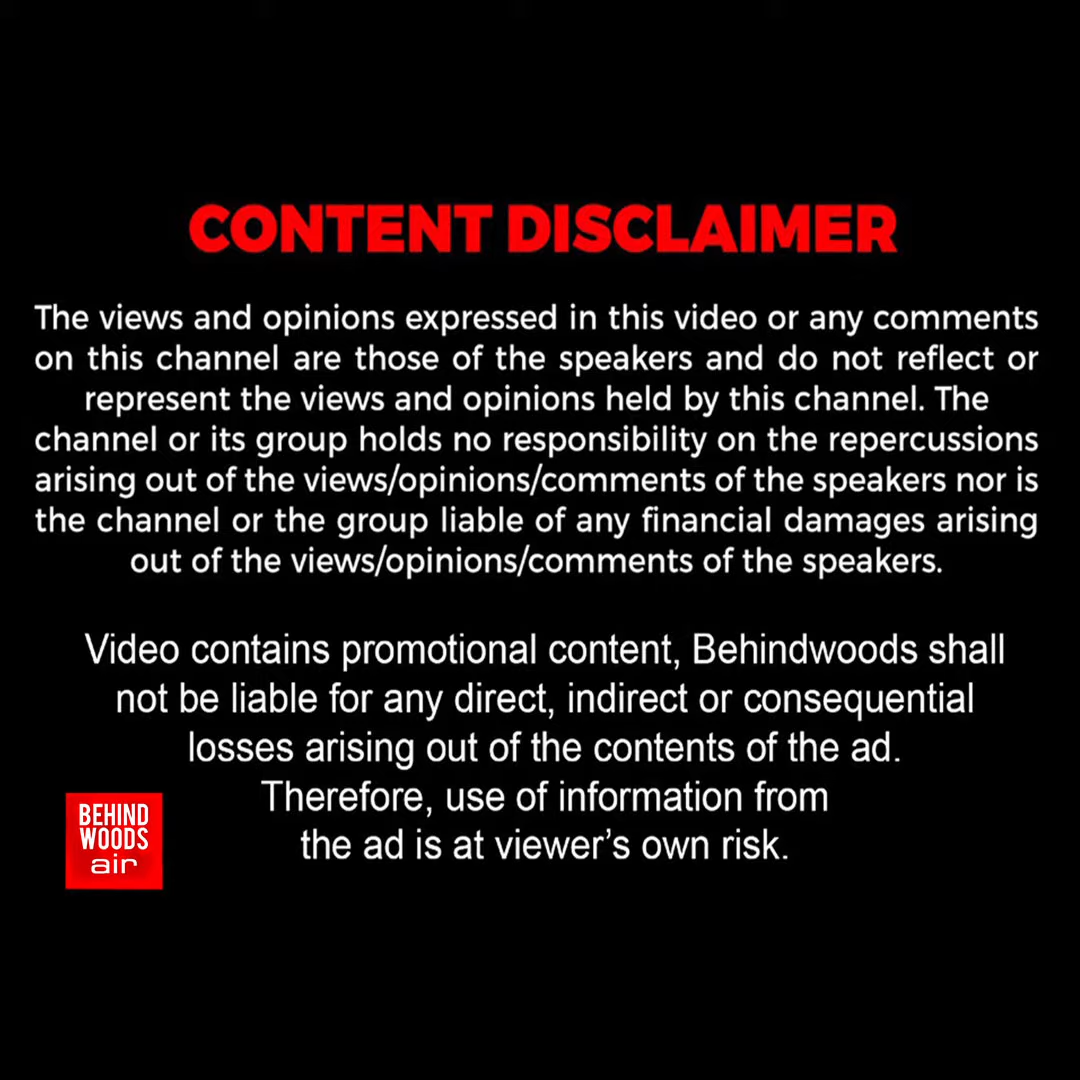 CONTENT DISCLAIMER
The views and opinions expressed in this video or any comments
on this channel are those of the speakers and do not reflect or
represent the views and opinions held by this channel. The
channel or its group holds no responsibility on the repercussions
arising out of the views/opinions/comments of the speakers nor is
the channel or the group liable of any financial damages arising
out of the views/opinions/comments of the speakers.
Video contains promotional content, Behindwoods shall
not be liable for any direct, indirect or consequential
losses arising out of the contents of the ad.
Therefore, use of information from
the ad is at viewer’s own risk.
BEHIND
WOODS
air